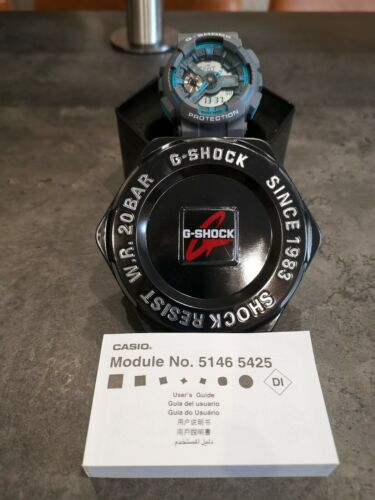 G-SHOCK
PROTECTION
G-SHOCK
SINCE 1983
SHOCK RESIST
W.R. 20BAR
G-SHOCK
CASIO®
Module No. 5146 5425
DI
User's Guide
Guía del usuario
Guia do Usuário
用户说明书
用戶說明書
دليل المستخدم